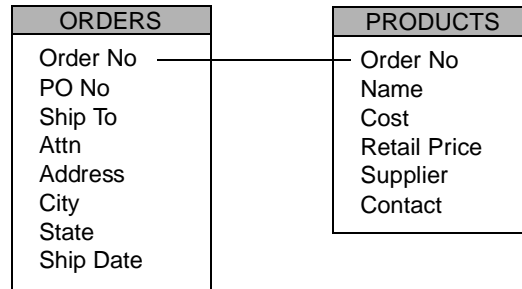 ORDERS
Order No
PO No
Ship To
Attn
Address
City
State
Ship Date
PRODUCTS
Order No
Name
Cost
Retail Price
Supplier
Contact